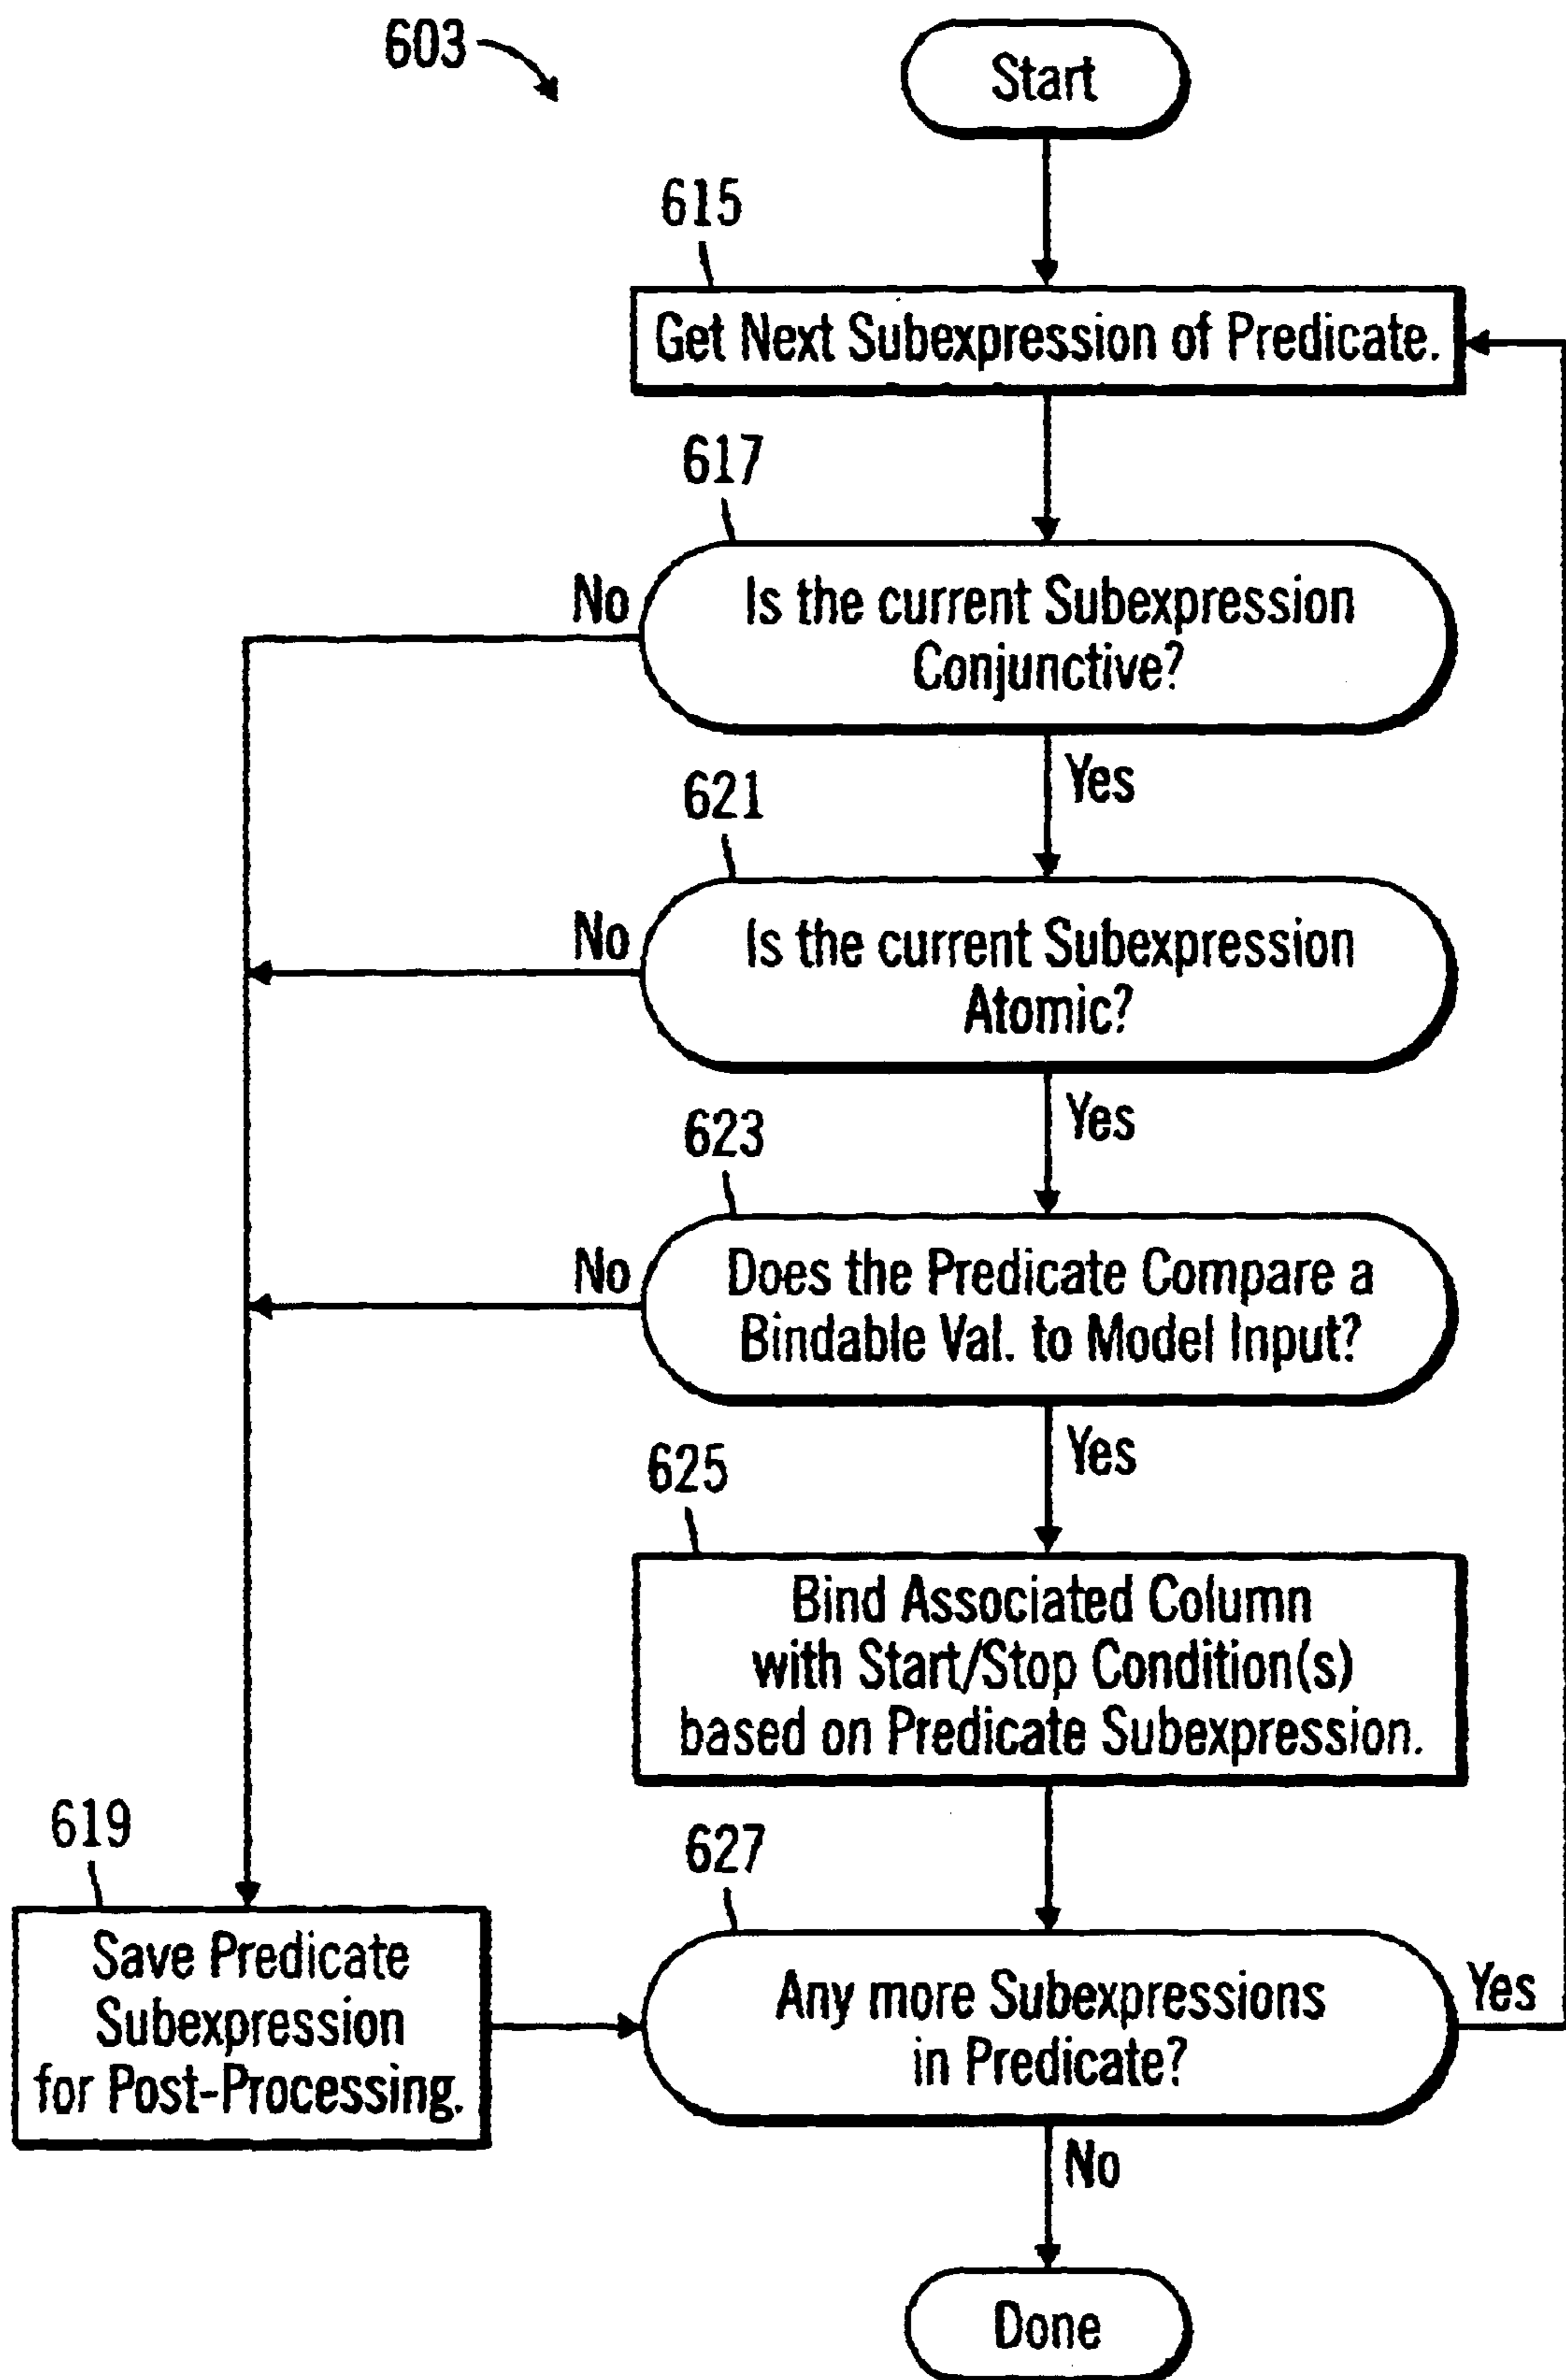 603
Start
615
Get Next Subexpression of Predicate.
617
No
Is the current Subexpression
Conjunctive?
Yes
621
No
Is the current Subexpression
Atomic?
Yes
623
No
Does the Predicate Compare a
Bindable Val. to Model Input?
Yes
625
Bind Associated Column
with Start/Stop Condition(s)
based on Predicate Subexpression.
619
Save Predicate
Subexpression
for Post-Processing.
627
Any more Subexpressions
in Predicate?
Yes
No
Done